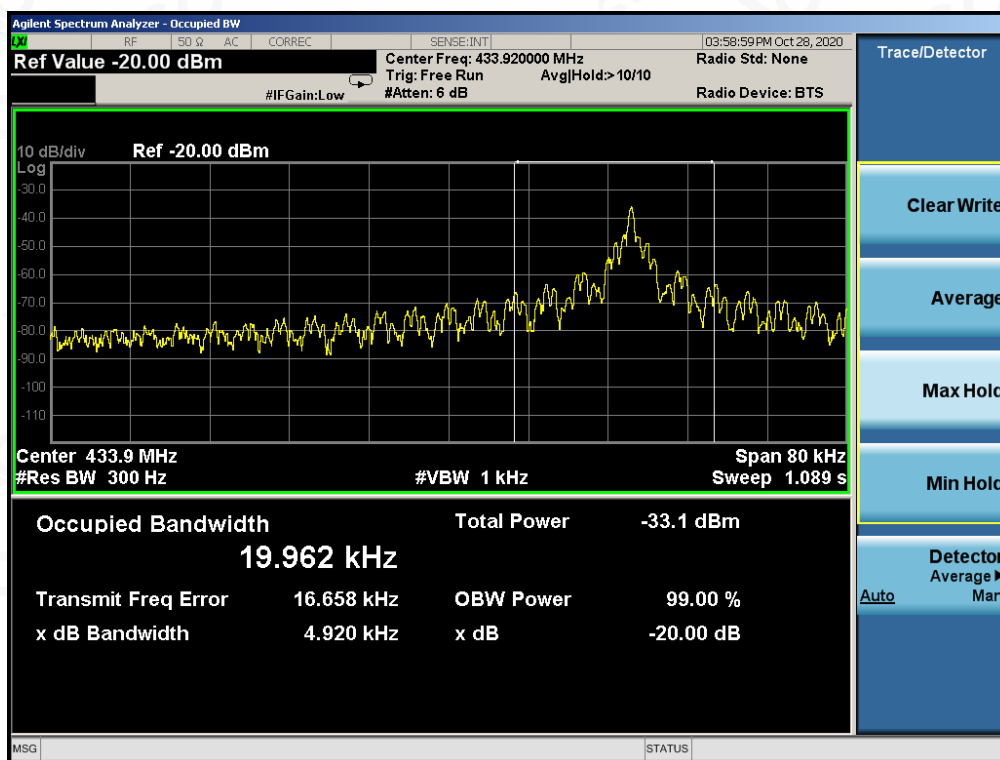 Agilent Spectrum Analyzer - Occupied BW
LXI RF 50 Ω AC CORREC SENSE:INT 03:58:59 PM Oct 28, 2020
Ref Value -20.00 dBm
Center Freq: 433.920000 MHz
Radio Std: None
Trig: Free Run Avg|Hold:>10/10
#IFGain:Low
#Atten: 6 dB
Radio Device: BTS
10 dB/div Ref -20.00 dBm
Log
-30.0
-40.0
-50.0
-60.0
-70.0
-80.0
-90.0
-100
-110
Center 433.9 MHz Span 80 kHz
#Res BW 300 Hz #VBW 1 kHz Sweep 1.089 s
Occupied Bandwidth Total Power -33.1 dBm
19.962 kHz
Transmit Freq Error 16.658 kHz OBW Power 99.00 %
x dB Bandwidth 4.920 kHz x dB -20.00 dB
MSG STATUS
Trace/Detector
Clear Write
Average
Max Hold
Min Hold
Detector
Average
Auto Man